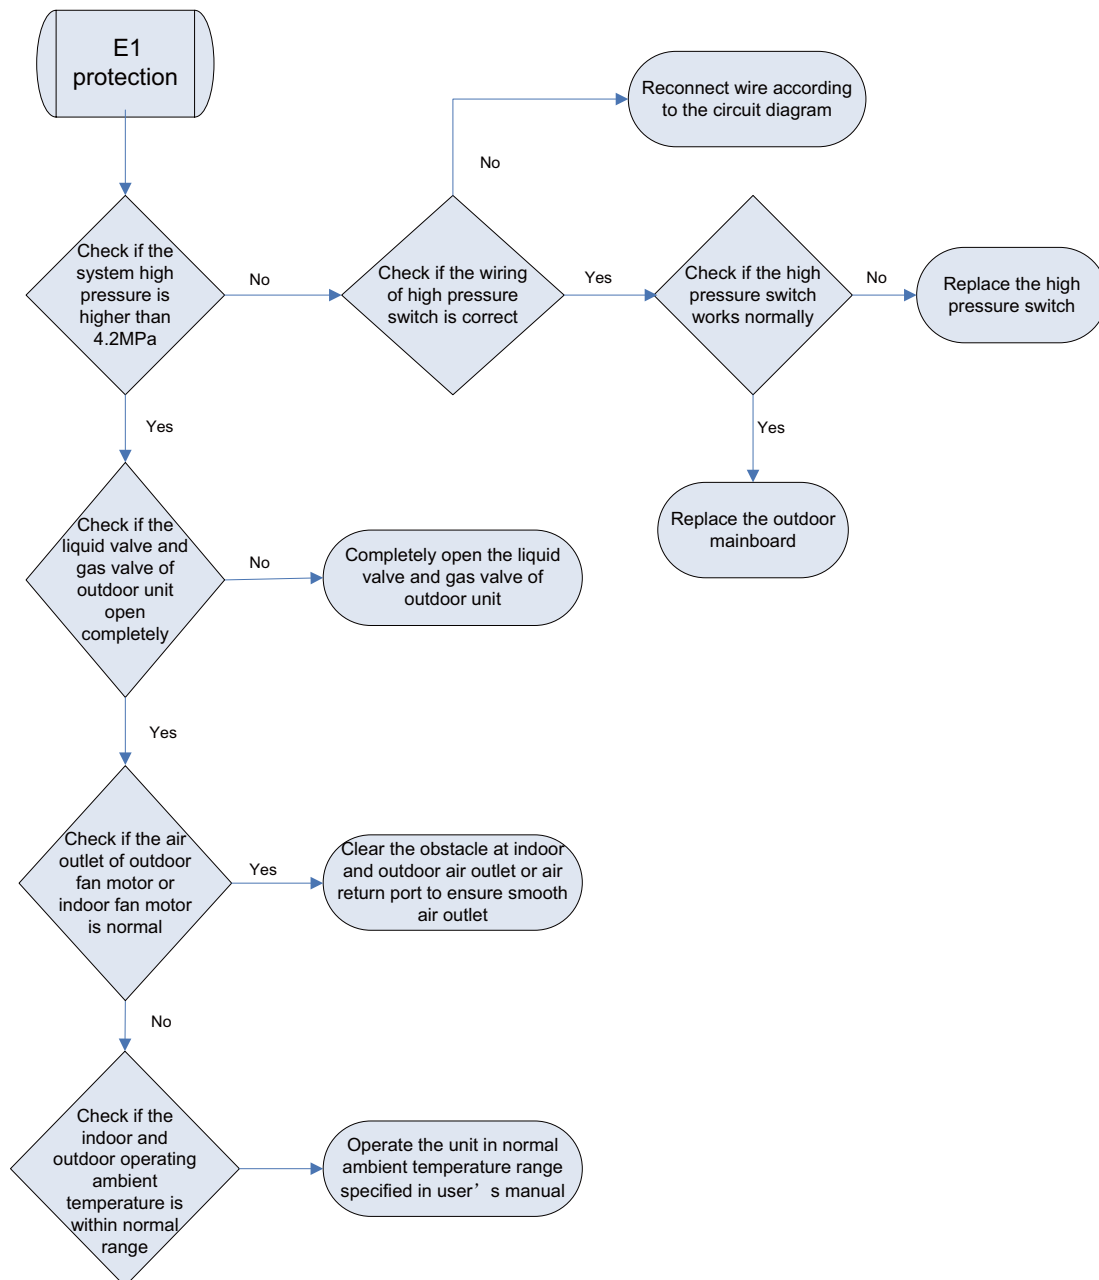 E1
protection
Reconnect wire according
to the circuit diagram
No
Check if the
system high
pressure is
higher than
4.2MPa
No
Check if the wiring
of high pressure
switch is correct
Yes
Check if the high
pressure switch
works normally
No
Replace the high
pressure switch
Yes
Yes
Replace the outdoor
mainboard
Check if the
liquid valve and
gas valve of
outdoor unit
open
completely
No
Completely open the liquid
valve and gas valve of
outdoor unit
Yes
Check if the air
outlet of outdoor
fan motor or
indoor fan motor
is normal
Yes
Clear the obstacle at indoor
and outdoor air outlet or air
return port to ensure smooth
air outlet
No
Check if the
indoor and
outdoor operating
ambient
temperature is
within normal
range
Operate the unit in normal
ambient temperature range
specified in user’s manual